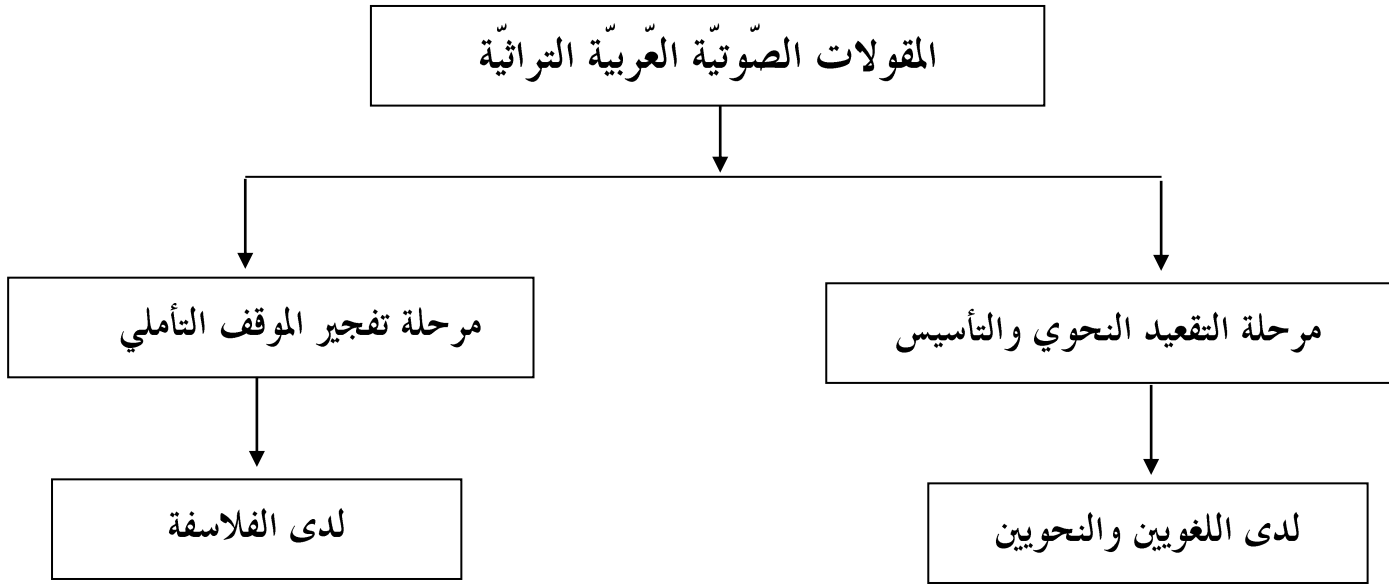 المقولات الصّوتيّة العّربيّة التراثيّة
مرحلة التقعيد النحوي والتأسيس
مرحلة تفجير الموقف التأملي
لدى اللغويين والنحويين
لدى الفلاسفة